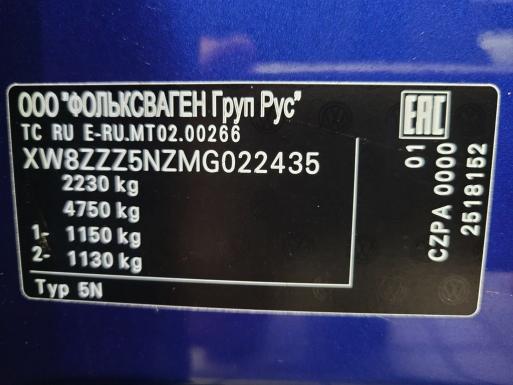 ООО "ФОЛЬКСВАГЕН Груп Рус"
TC RU E-RU.MT02.00266
XW8ZZZ5NZMG022435
2230 kg
4750 kg
1- 1150 kg
2- 1130 kg
Typ 5N
EAC
01
CZPA 0000
2518152